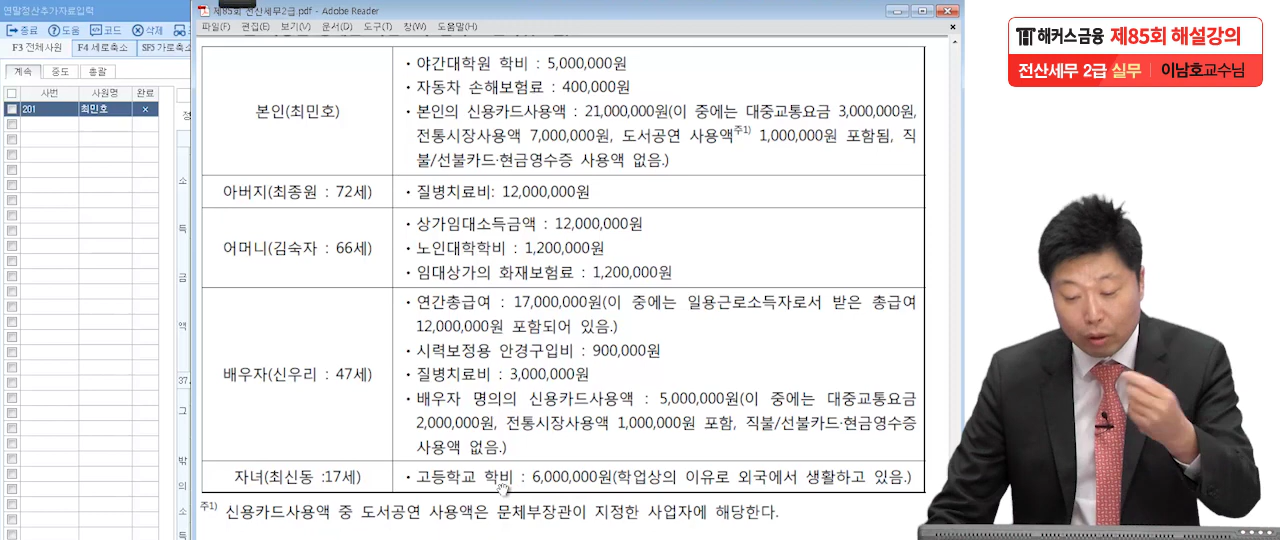 연말정산추가자료입력
제85회 전산세무2급.pdf - Adobe Reader
종료 도움 코드 삭제
파일(F) 편집(E) 보기(V) 문서(D) 도구(T) 창(W) 도움말(H)
F3 전체사원 F4 세로축소 SF5 가로축소
계속 중도 총괄
사번 사원명 완료
201 최민호 ×
소
득
금
액
37,
그
밖
의
소
득
본인(최민호)
• 야간대학원 학비 : 5,000,000원
• 자동차 손해보험료 : 400,000원
• 본인의 신용카드사용액 : 21,000,000원(이 중에는 대중교통요금 3,000,000원,
전통시장사용액 7,000,000원, 도서공연 사용액주1) 1,000,000원 포함됨, 직
불/선불카드·현금영수증 사용액 없음.)
아버지(최종원 : 72세)
• 질병치료비: 12,000,000원
어머니(김숙자 : 66세)
• 상가임대소득금액 : 12,000,000원
• 노인대학학비 : 1,200,000원
• 임대상가의 화재보험료 : 1,200,000원
배우자(신우리 : 47세)
• 연간총급여 : 17,000,000원(이 중에는 일용근로소득자로서 받은 총급여
12,000,000원 포함되어 있음.)
• 시력보정용 안경구입비 : 900,000원
• 질병치료비 : 3,000,000원
• 배우자 명의의 신용카드사용액 : 5,000,000원(이 중에는 대중교통요금
2,000,000원, 전통시장사용액 1,000,000원 포함, 직불/선불카드·현금영수증
사용액 없음.)
자녀(최신동 :17세)
• 고등학교 학비 : 6,000,000원(학업상의 이유로 외국에서 생활하고 있음.)
주1) 신용카드사용액 중 도서공연 사용액은 문체부장관이 지정한 사업자에 해당한다.
해커스금융 제85회 해설강의
전산세무 2급 실무 | 이남호교수님